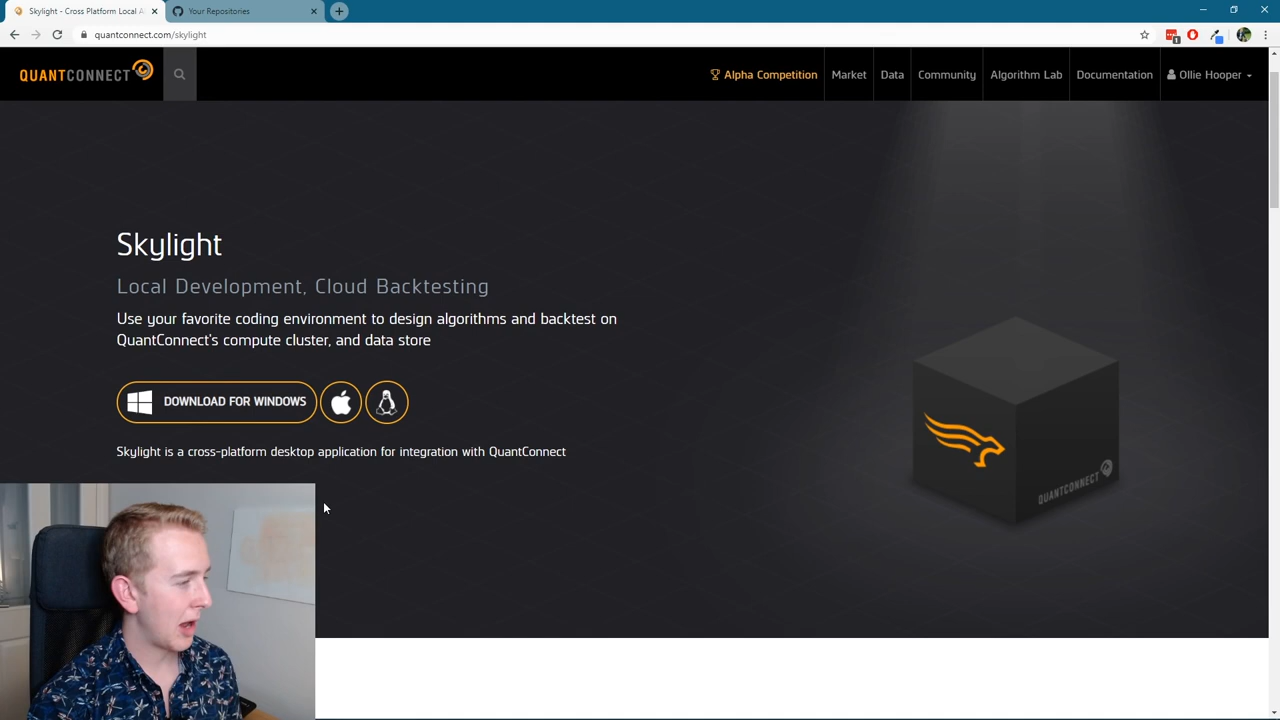 Skylight - Cross Platform Local Al
Your Repositories
quantconnect.com/skylight
1
QUANTCONNECT
Alpha Competition
Market
Data
Community
Algorithm Lab
Documentation
Ollie Hooper
Skylight
Local Development, Cloud Backtesting
Use your favorite coding environment to design algorithms and backtest on
QuantConnect's compute cluster, and data store
DOWNLOAD FOR WINDOWS
Skylight is a cross-platform desktop application for integration with QuantConnect
QUANTCONNECT